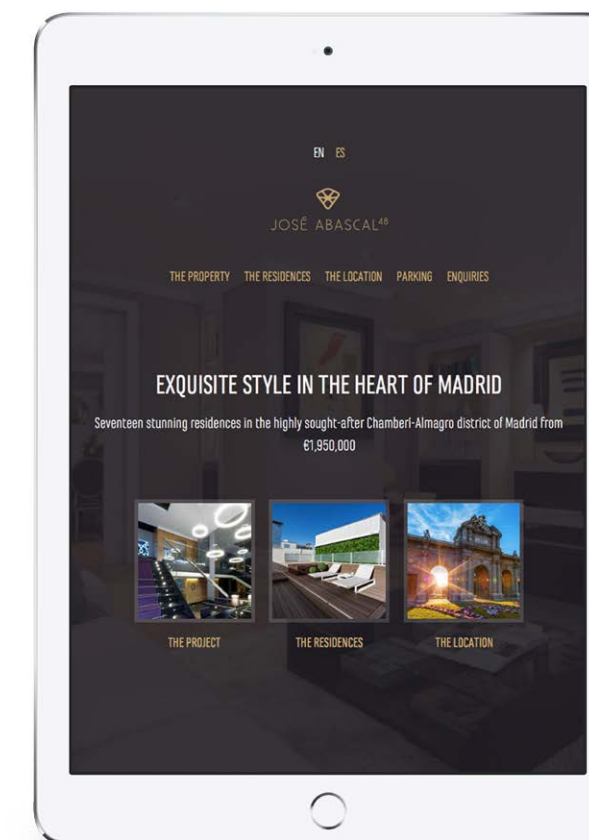 EN ES
JOSÉ ABASCAL⁴⁸
THE PROPERTY THE RESIDENCES THE LOCATION PARKING ENQUIRIES
EXQUISITE STYLE IN THE HEART OF MADRID
Seventeen stunning residences in the highly sought-after Chamberí-Almagro district of Madrid from
€1,950,000
THE PROJECT THE RESIDENCES THE LOCATION